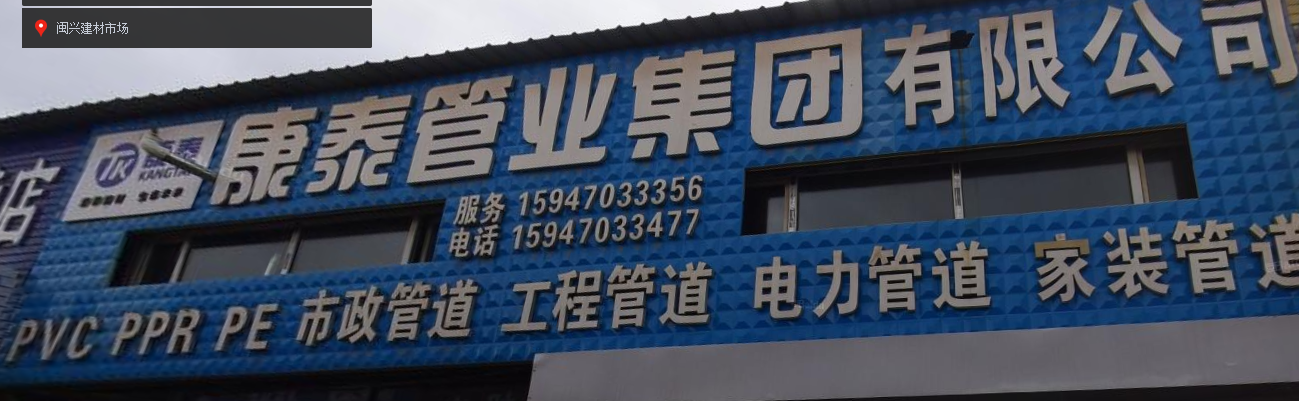 闽兴建材市场
康泰管业集团有限公司
康泰
KANGTAI
店
服务 15947033356
电话 15947033477
PVC PPR PE 市政管道 工程管道 电力管道 家装管道